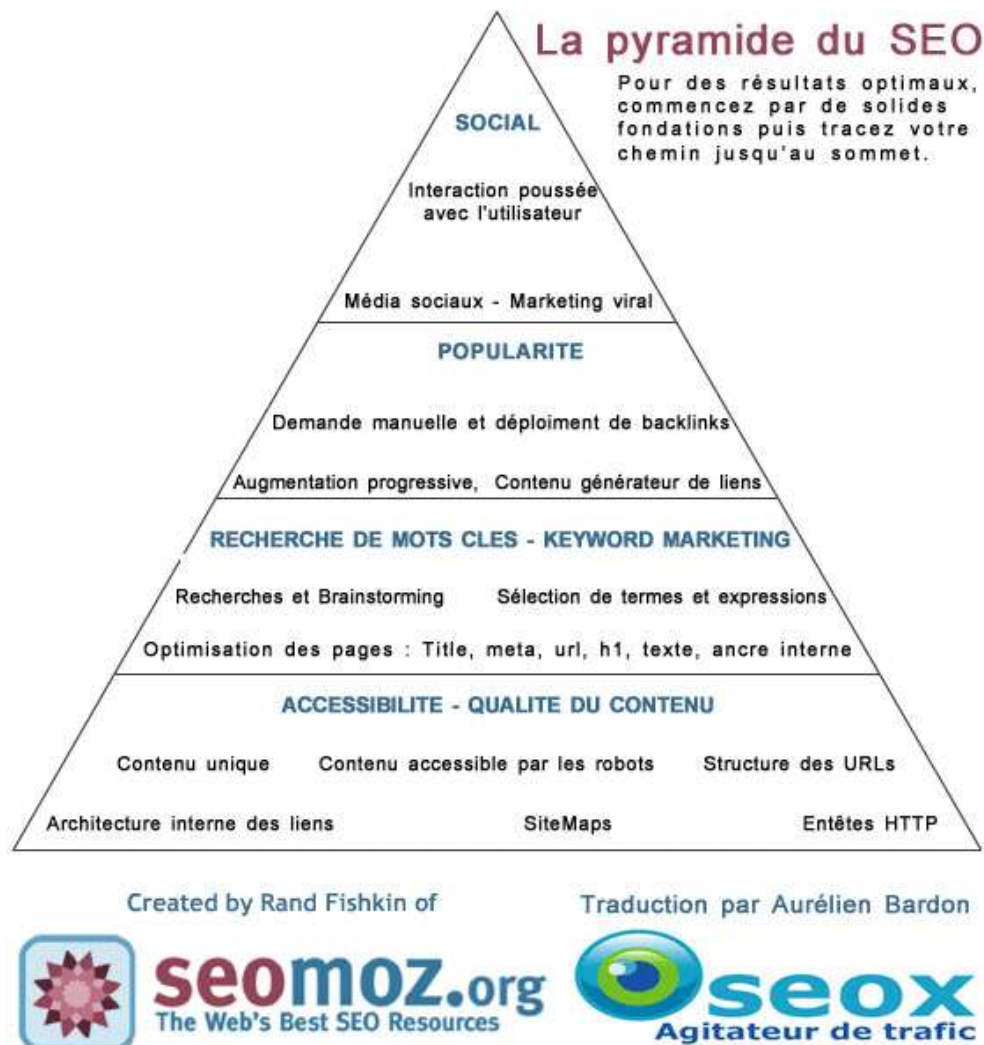 La pyramide du SEO
Pour des résultats optimaux,
commencez par de solides
fondations puis tracez votre
chemin jusqu'au sommet.
SOCIAL
Interaction poussée
avec l'utilisateur
Média sociaux - Marketing viral
POPULARITE
Demande manuelle et déploiment de backlinks
Augmentation progressive, Contenu générateur de liens
RECHERCHE DE MOTS CLES - KEYWORD MARKETING
Recherches et Brainstorming Sélection de termes et expressions
Optimisation des pages : Title, meta, url, h1, texte, ancre interne
ACCESSIBILITE - QUALITE DU CONTENU
Contenu unique Contenu accessible par les robots Structure des URLs
Architecture interne des liens SiteMaps Entêtes HTTP
Created by Rand Fishkin of
seomoz.org
The Web's Best SEO Resources
Traduction par Aurélien Bardon
Oseox
Agitateur de trafic